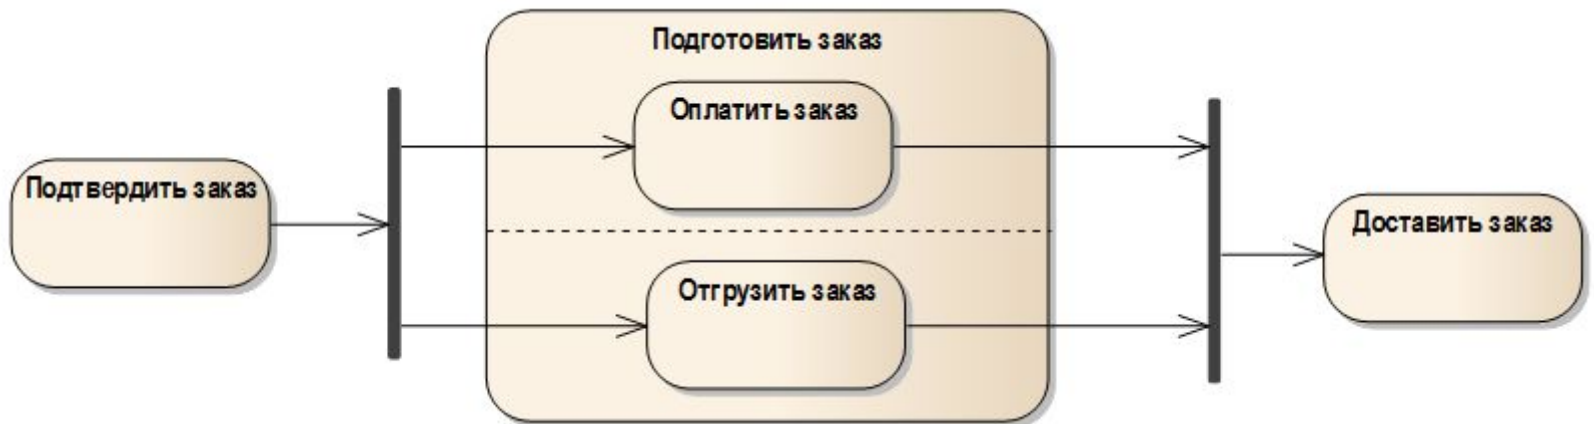 Подготовить заказ
Оплатить заказ
Подтвердить заказ
Доставить заказ
Отгрузить заказ